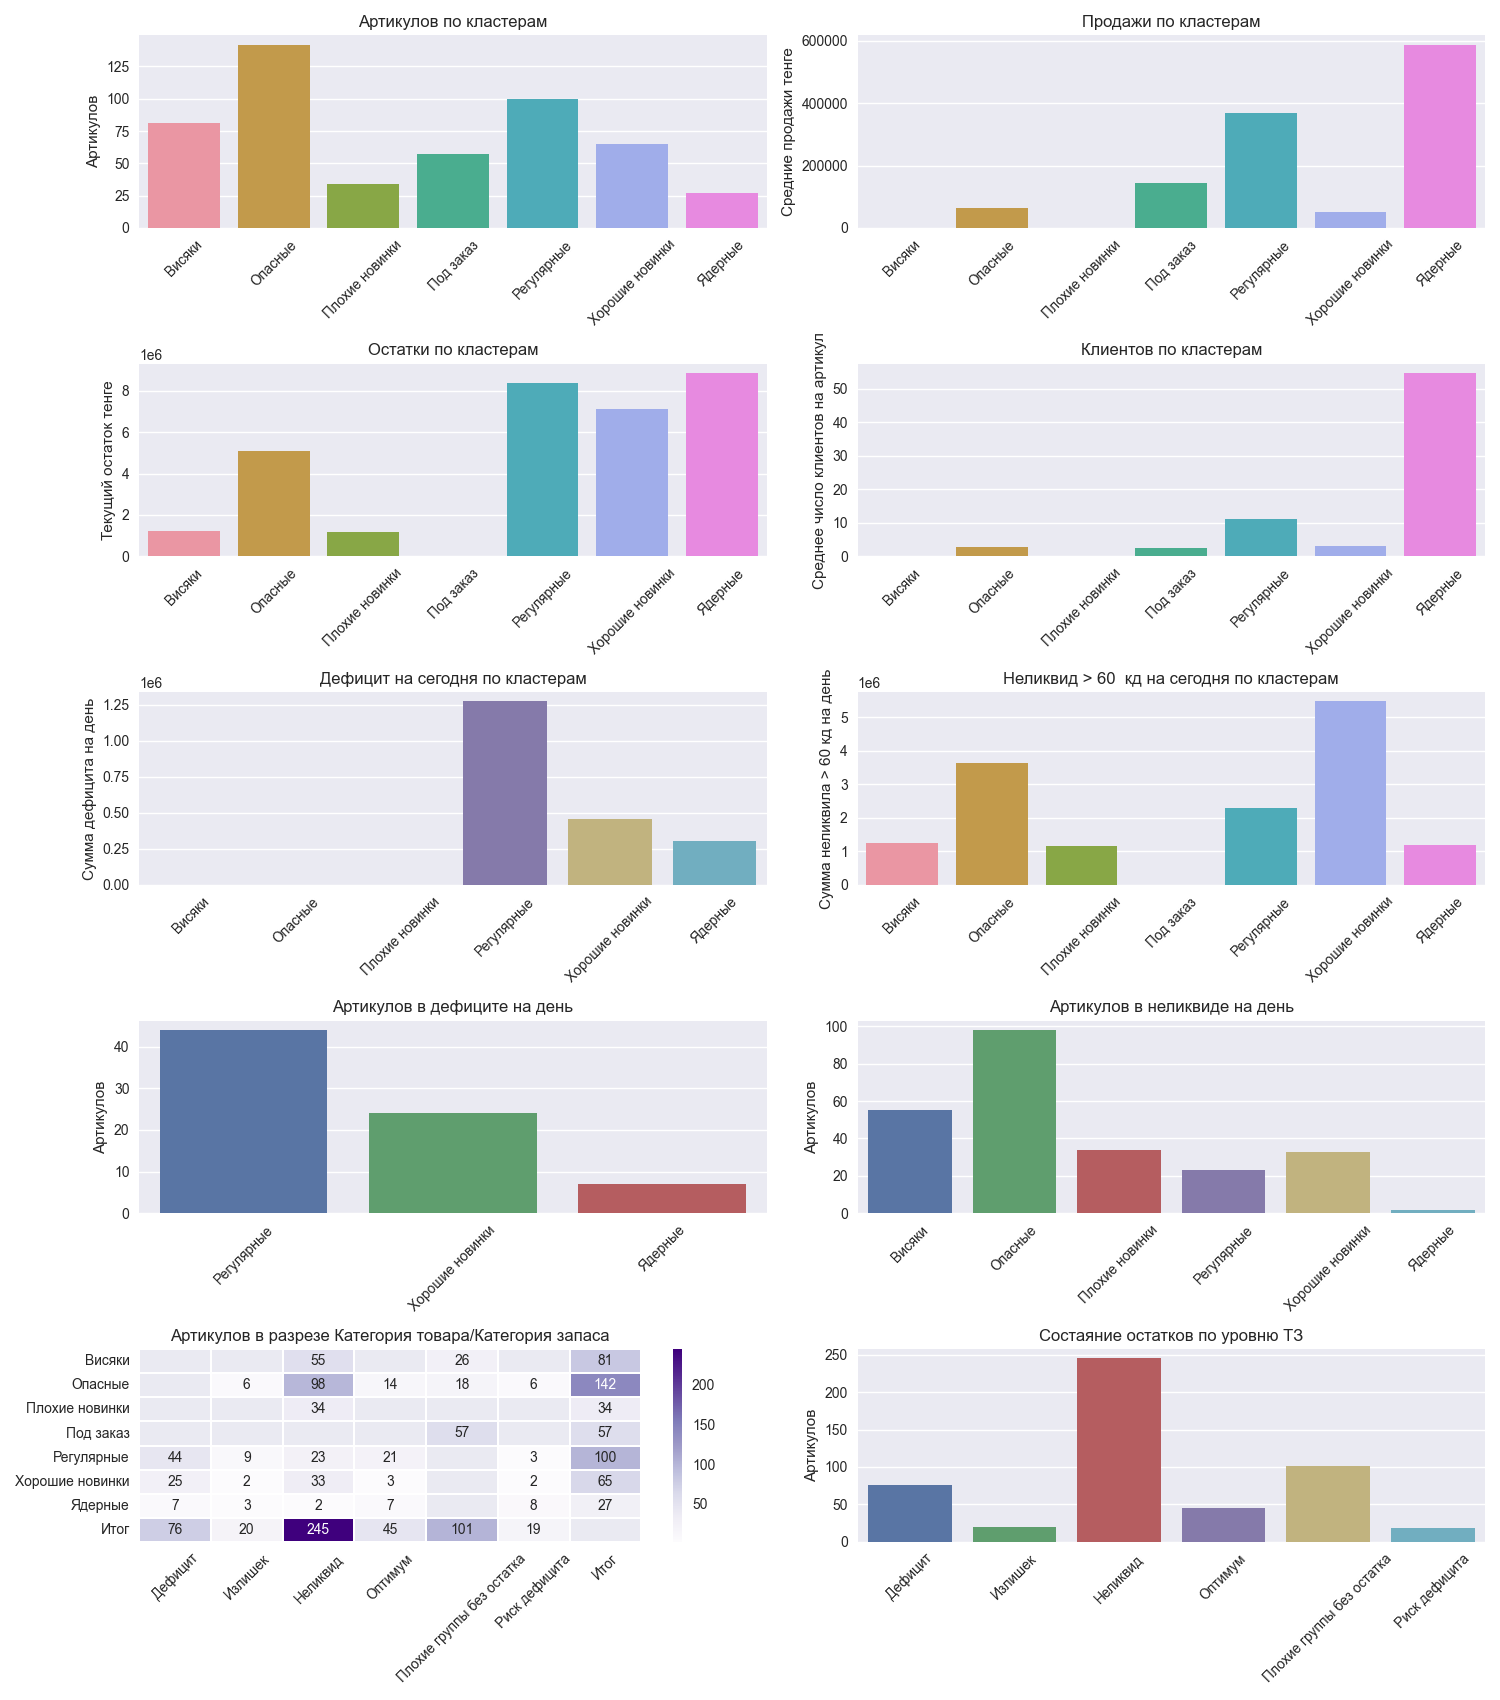 Артикулов по кластерам
Артикулов
125
100
75
50
25
0
Висяки
Опасные
Плохие новинки
Под заказ
Регулярные
Хорошие новинки
Ядерные
Продажи по кластерам
Средние продажи тенге
600000
400000
200000
0
Висяки
Опасные
Плохие новинки
Под заказ
Регулярные
Хорошие новинки
Ядерные
Остатки по кластерам
1e6
Текущий остаток тенге
8
6
4
2
0
Висяки
Опасные
Плохие новинки
Под заказ
Регулярные
Хорошие новинки
Ядерные
Клиентов по кластерам
Среднее число клиентов на артикул
50
40
30
20
10
0
Висяки
Опасные
Плохие новинки
Под заказ
Регулярные
Хорошие новинки
Ядерные
Дефицит на сегодня по кластерам
1e6
Сумма дефицита на день
1.25
1.00
0.75
0.50
0.25
0.00
Висяки
Опасные
Плохие новинки
Регулярные
Хорошие новинки
Ядерные
Неликвид > 60 кд на сегодня по кластерам
1e6
Сумма неликвила > 60 кд на день
5
4
3
2
1
0
Висяки
Опасные
Плохие новинки
Под заказ
Регулярные
Хорошие новинки
Ядерные
Артикулов в дефиците на день
Артикулов
40
30
20
10
0
Регулярные
Хорошие новинки
Ядерные
Артикулов в неликвиде на день
Артикулов
100
80
60
40
20
0
Висяки
Опасные
Плохие новинки
Регулярные
Хорошие новинки
Ядерные
Артикулов в разрезе Категория товара/Категория запаса
Висяки 55 26 81
Опасные 6 98 14 18 6 142
Плохие новинки 34 34
Под заказ 57 57
Регулярные 44 9 23 21 3 100
Хорошие новинки 25 2 33 3 2 65
Ядерные 7 3 2 7 8 27
Итог 76 20 245 45 101 19
Дефицит
Излишек
Неликвид
Оптимум
Плохие группы без остатка
Риск дефицита
Итог
200
150
100
50
Состаяние остатков по уровню ТЗ
Артикулов
250
200
150
100
50
0
Дефицит
Излишек
Неликвид
Оптимум
Плохие группы без остатка
Риск дефицита